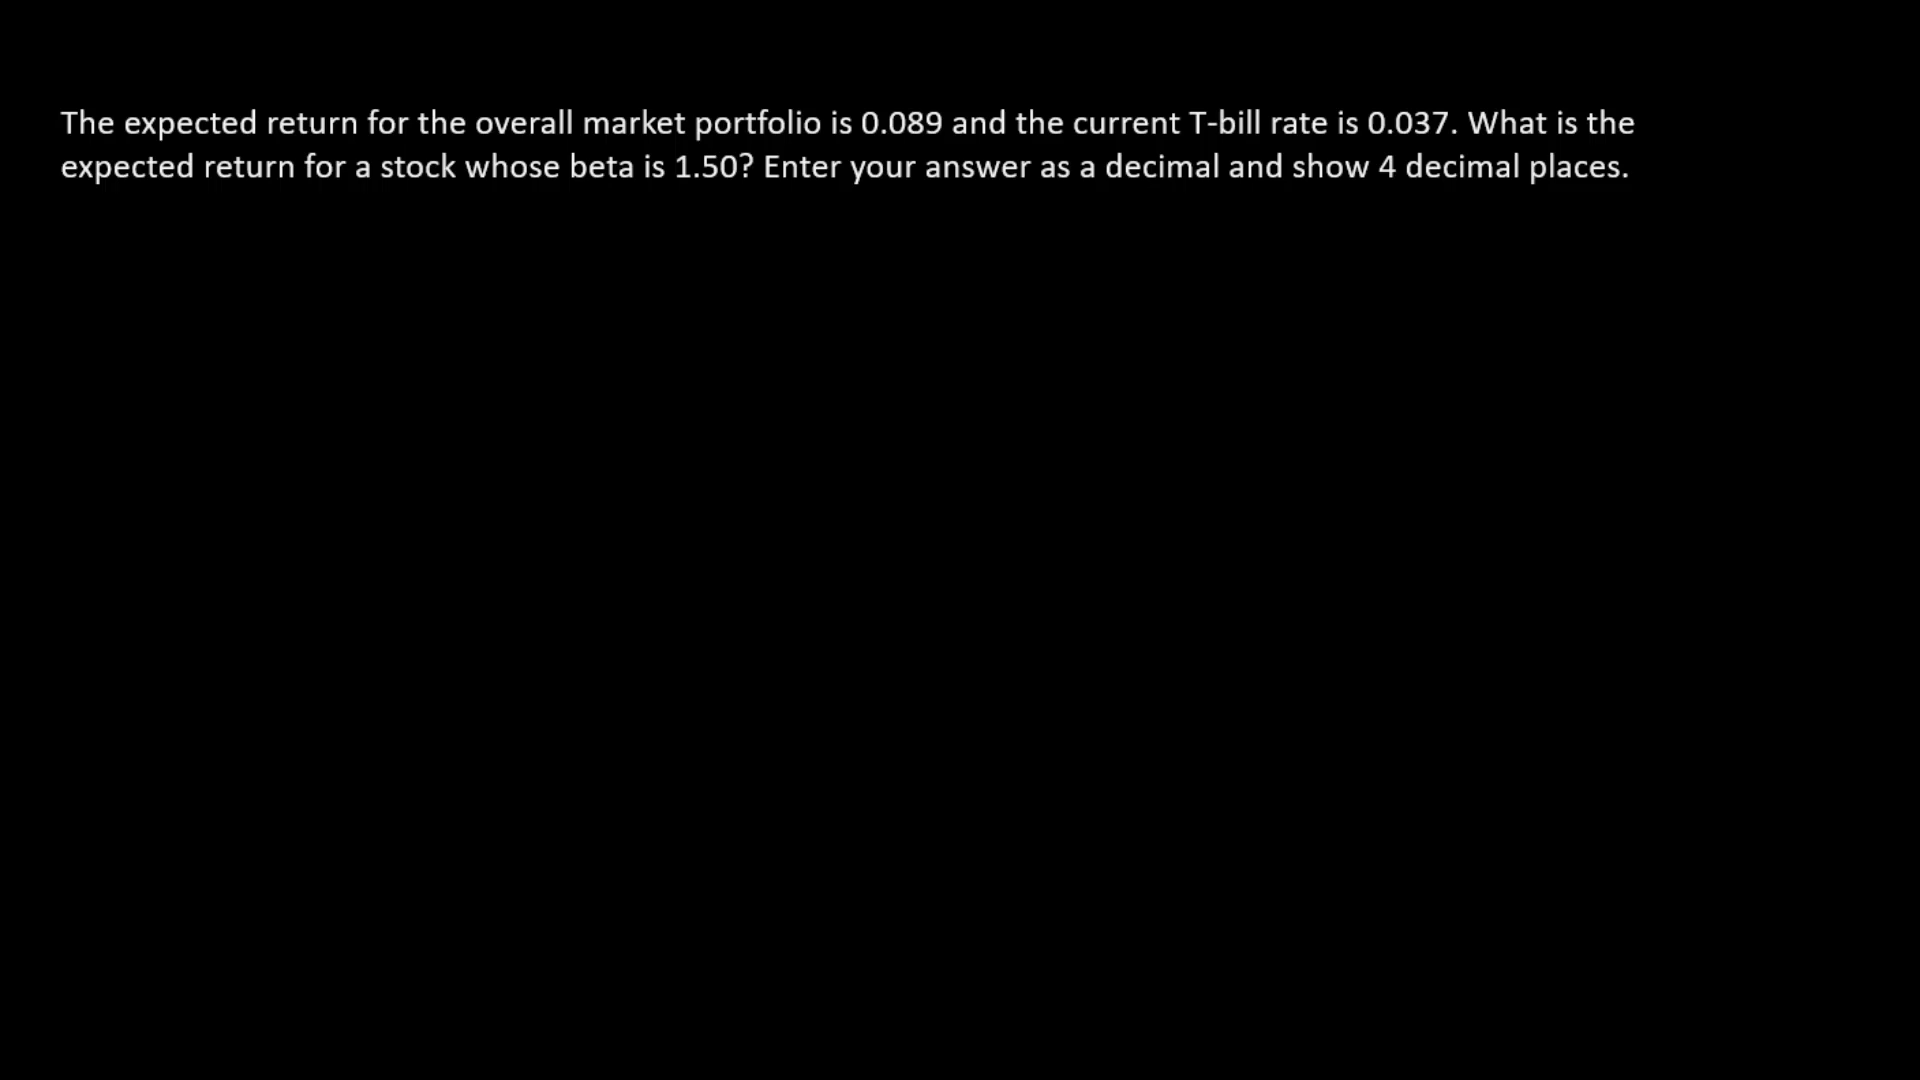 The expected return for the overall market portfolio is 0.089 and the current T-bill rate is 0.037. What is the
expected return for a stock whose beta is 1.50? Enter your answer as a decimal and show 4 decimal places.